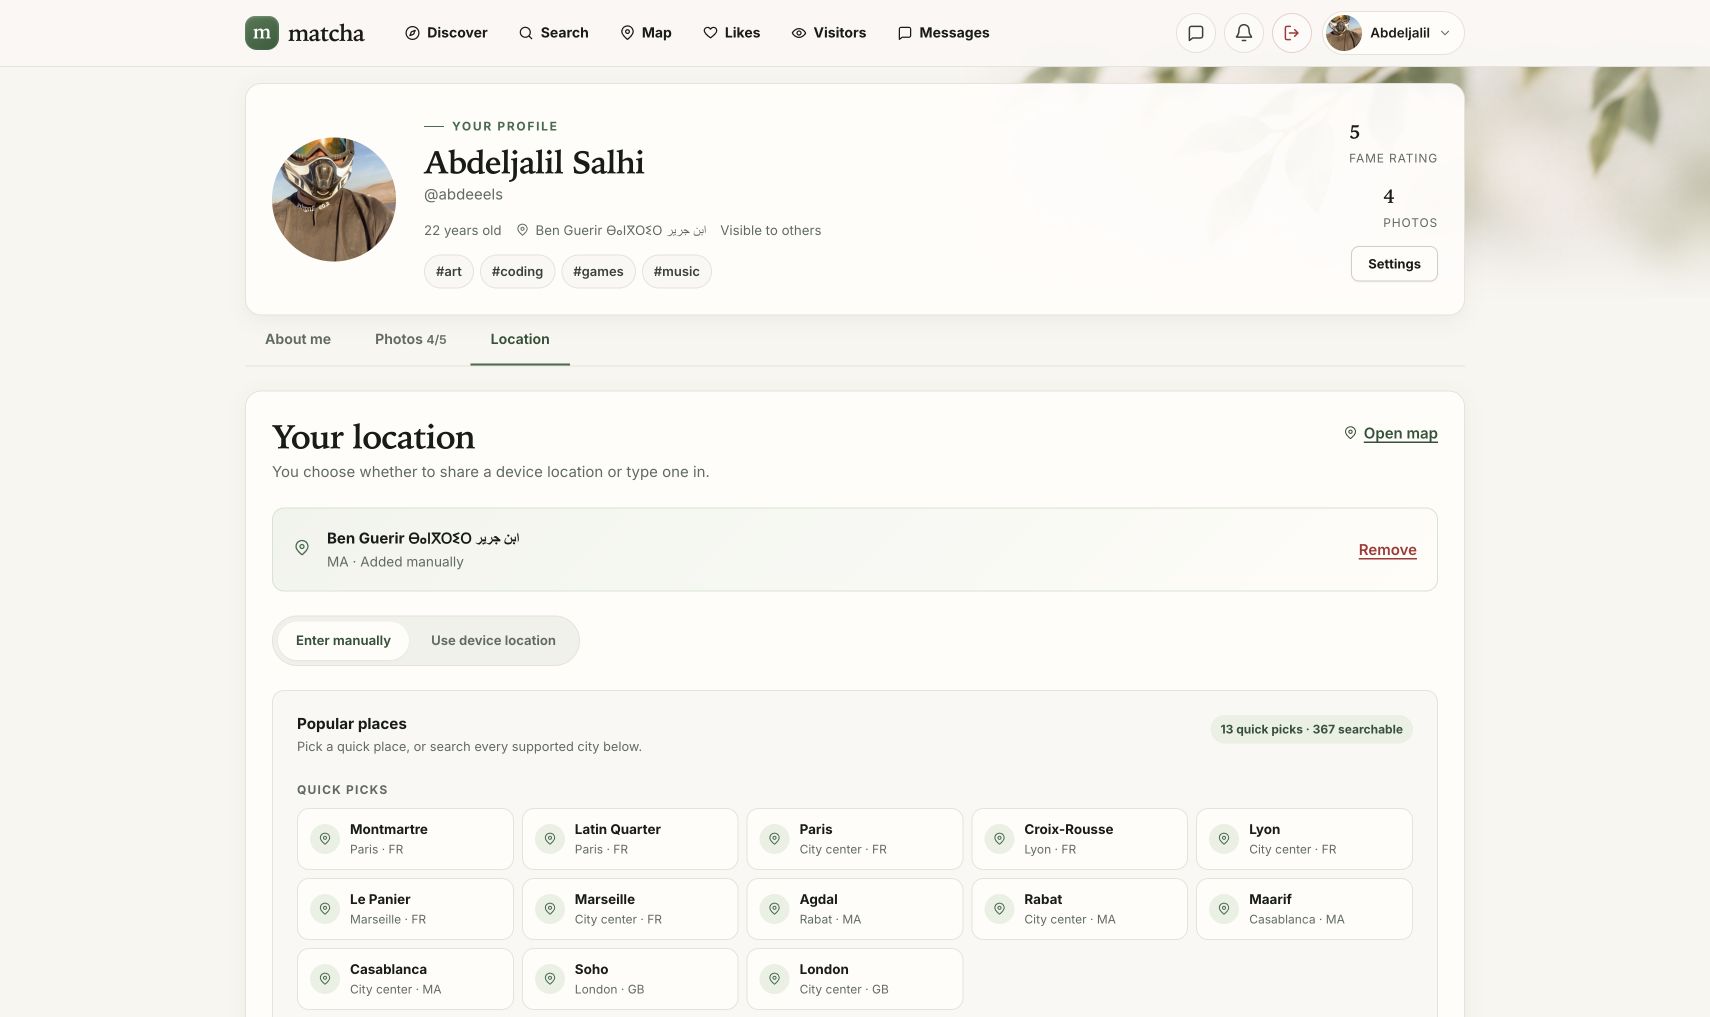 m matcha
Discover
Search
Map
Likes
Visitors
Messages
Abdeljalil
YOUR PROFILE
Abdeljalil Salhi
@abdeeels
22 years old
Ben Guerir ⴱⴰⵏⴳⵔⵉⵔ ابن جرير
Visible to others
#art
#coding
#games
#music
5
FAME RATING
4
PHOTOS
Settings
About me
Photos 4/5
Location
Your location
Open map
You choose whether to share a device location or type one in.
Ben Guerir ⴱⴰⵏⴳⵔⵉⵔ ابن جرير
MA · Added manually
Remove
Enter manually
Use device location
Popular places
13 quick picks · 367 searchable
Pick a quick place, or search every supported city below.
QUICK PICKS
Montmartre
Paris · FR
Latin Quarter
Paris · FR
Paris
City center · FR
Croix-Rousse
Lyon · FR
Lyon
City center · FR
Le Panier
Marseille · FR
Marseille
City center · FR
Agdal
Rabat · MA
Rabat
City center · MA
Maarif
Casablanca · MA
Casablanca
City center · MA
Soho
London · GB
London
City center · GB